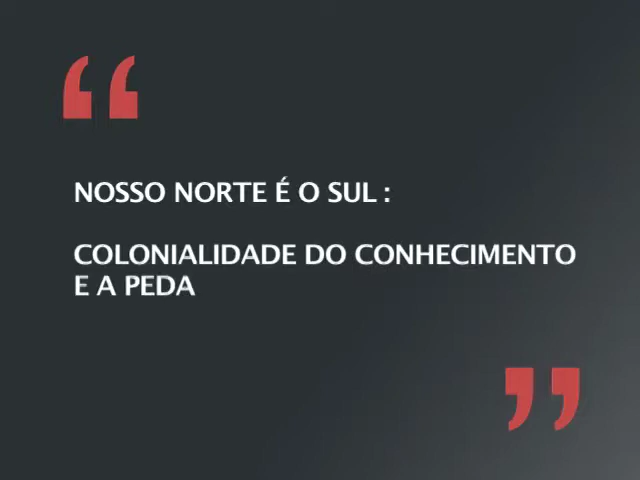 “
NOSSO NORTE É O SUL :
COLONIALIDADE DO CONHECIMENTO
E A PEDA
”